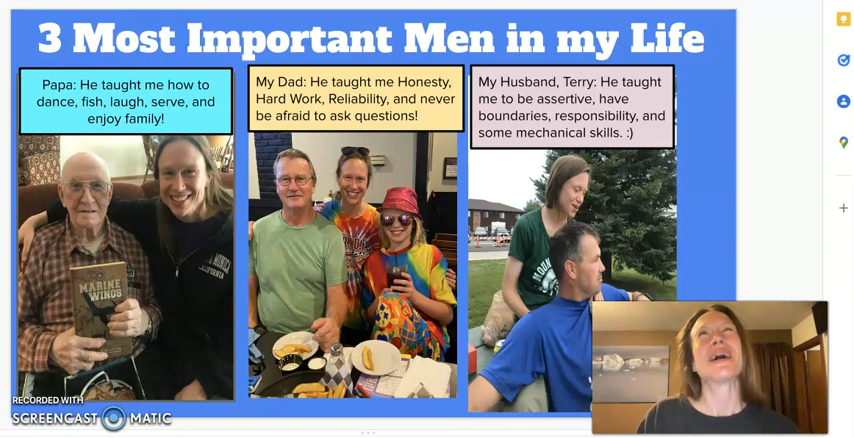 3 Most Important Men in my Life
Papa: He taught me how to
dance, fish, laugh, serve, and
enjoy family!
My Dad: He taught me Honesty,
Hard Work, Reliability, and never
be afraid to ask questions!
My Husband, Terry: He taught
me to be assertive, have
boundaries, responsibility, and
some mechanical skills. :)
MARINE
WINGS
CALIFORNIA
RECORDED WITH
SCREENCAST MATIC